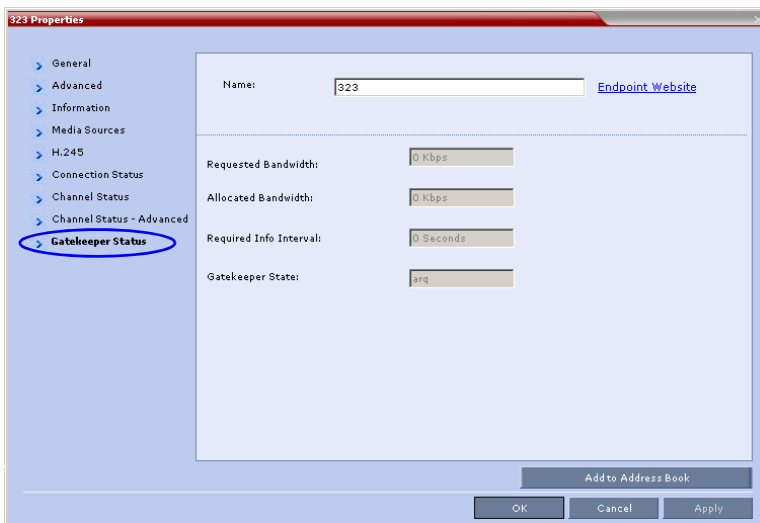 323 Properties
General
Advanced
Information
Media Sources
H.245
Connection Status
Channel Status
Channel Status - Advanced
Gatekeeper Status
Name: 323 Endpoint Website
Requested Bandwidth: 0 Kbps
Allocated Bandwidth: 0 Kbps
Required Info Interval: 0 Seconds
Gatekeeper State: arq
Add to Address Book
OK Cancel Apply